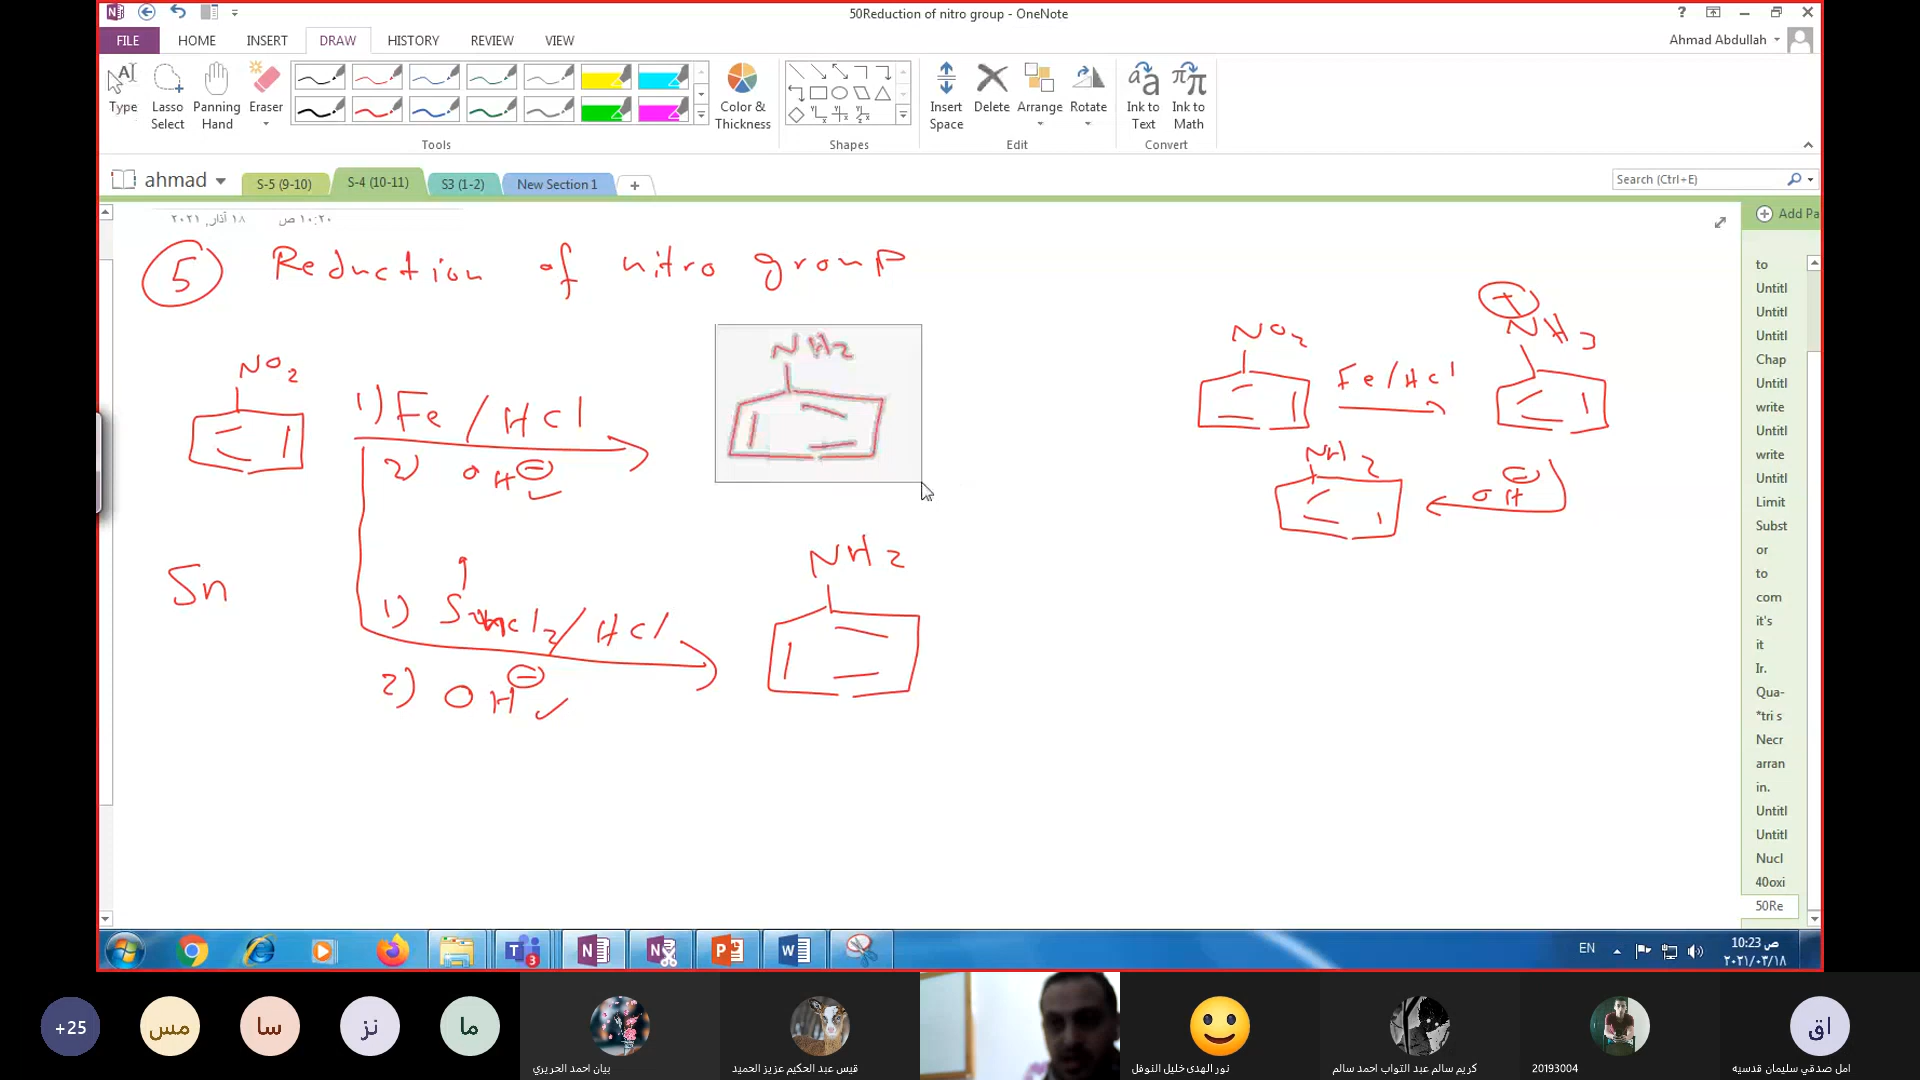 50Reduction of nitro group - OneNote
Ahmad Abdullah
FILE HOME INSERT DRAW HISTORY REVIEW VIEW
Type
Lasso Select
Panning Hand
Eraser
Color & Thickness
Insert Space
Delete
Arrange
Rotate
Ink to Text
Ink to Math
Tools Shapes Edit Convert
ahmad
S-5 (9-10) S-4 (10-11) S3 (1-2) New Section 1
Search (Ctrl+E)
Add Pa
١٨ آذار, ٢٠٢١ ١٠:٢٠ ص
5 Reduction of nitro group
NO2
1) Fe / HCl
2) OH⊖
NH2
NO2
Fe/HCl
+
NH3
OH⊖
NH2
Sn
1) SnCl2/HCl
2) OH⊖
NH2
to
Untitl
Untitl
Untitl
Chap
Untitl
write
Untitl
write
Untitl
Limit
Subst
or
to
com
it's
it
Ir.
Qua-
*tri s
Necr
arran
in.
Untitl
Untitl
Nucl
40oxi
50Re
EN
10:23 ص
٢٠٢١/٠٣/١٨
+25
مس
سا
نز
ما
بيان احمد الحريري
قيس عبد الحكيم عزيز الحميد
نور الهدى خليل النوفل
كريم سالم عبد التواب احمد سالم
20193004
اق
امل صدقي سليمان قدسيه